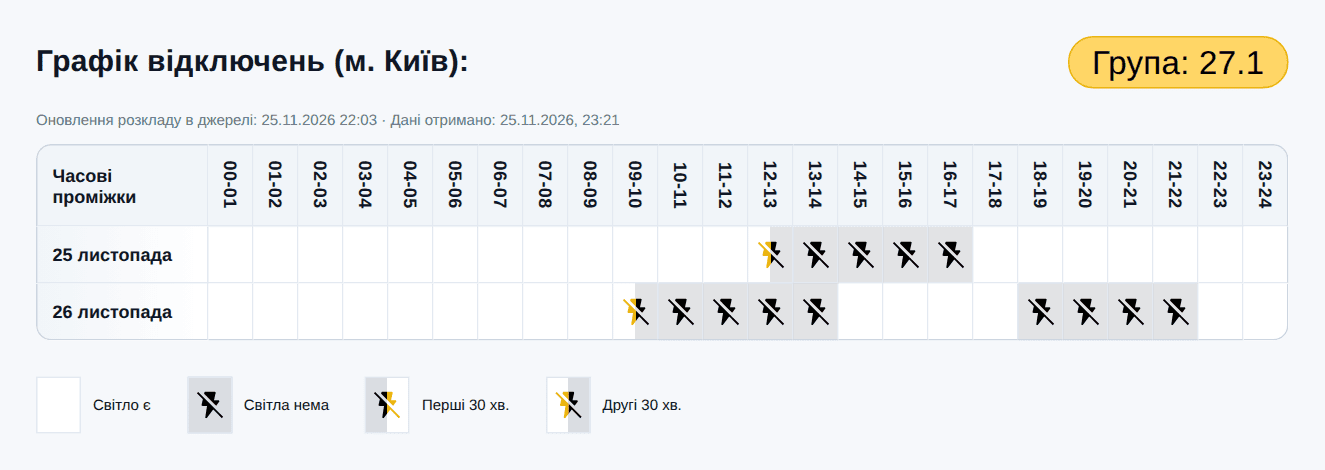 Графік відключень (м. Київ):
Група: 27.1
Оновлення розкладу в джерелі: 25.11.2026 22:03 · Дані отримано: 25.11.2026, 23:21
Часові
проміжки
00-01
01-02
02-03
03-04
04-05
05-06
06-07
07-08
08-09
09-10
10-11
11-12
12-13
13-14
14-15
15-16
16-17
17-18
18-19
19-20
20-21
21-22
22-23
23-24
25 листопада
26 листопада
Світло є
Світла нема
Перші 30 хв.
Другі 30 хв.